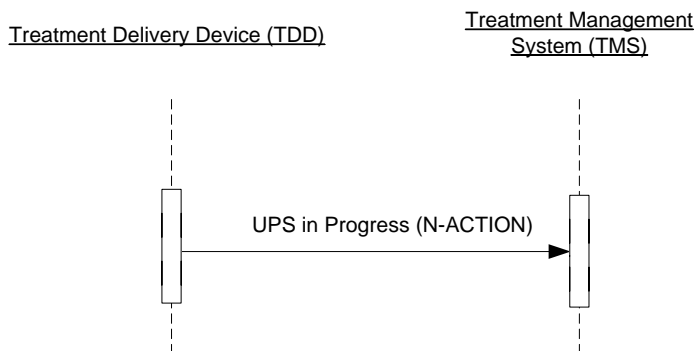 Treatment Delivery Device (TDD)
Treatment Management
System (TMS)
UPS in Progress (N-ACTION)